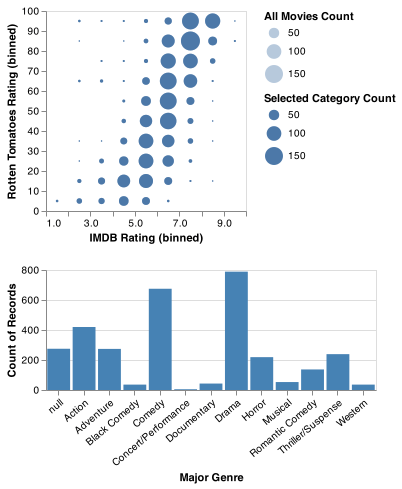 100
90
80
70
60
50
40
30
20
10
0
Rotten Tomatoes Rating (binned)
1.0 3.0 5.0 7.0 9.0
IMDB Rating (binned)
All Movies Count
50
100
150
Selected Category Count
50
100
150
800
600
400
200
0
Count of Records
null Action Adventure Black Comedy Comedy Concert/Performance Documentary Drama Horror Musical Romantic Comedy Thriller/Suspense Western
Major Genre